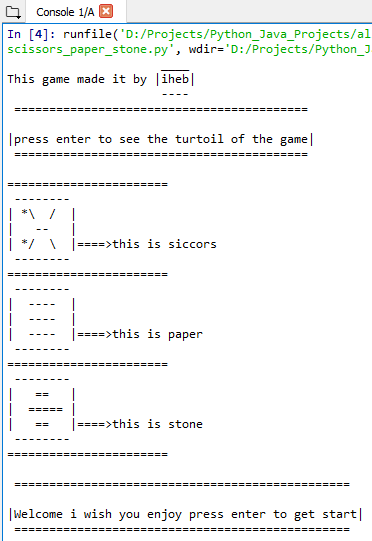 Console 1/A
In [4]: runfile('D:/Projects/Python_Java_Projects/al
scissors_paper_stone.py', wdir='D:/Projects/Python_J
____
This game made it by |iheb|
----
==========================================
|press enter to see the turtoil of the game|
==========================================
=======================
--------
| *\  /  |
|   --   |
| */  \  |====>this is siccors
--------
=======================
--------
|  ----  |
|  ----  |
|  ----  |====>this is paper
--------
=======================
--------
|   ==   |
|  ===== |
|   ==   |====>this is stone
--------
=======================
================================================
|Welcome i wish you enjoy press enter to get start|
================================================